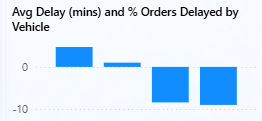 Avg Delay (mins) and % Orders Delayed by
Vehicle
0
-10